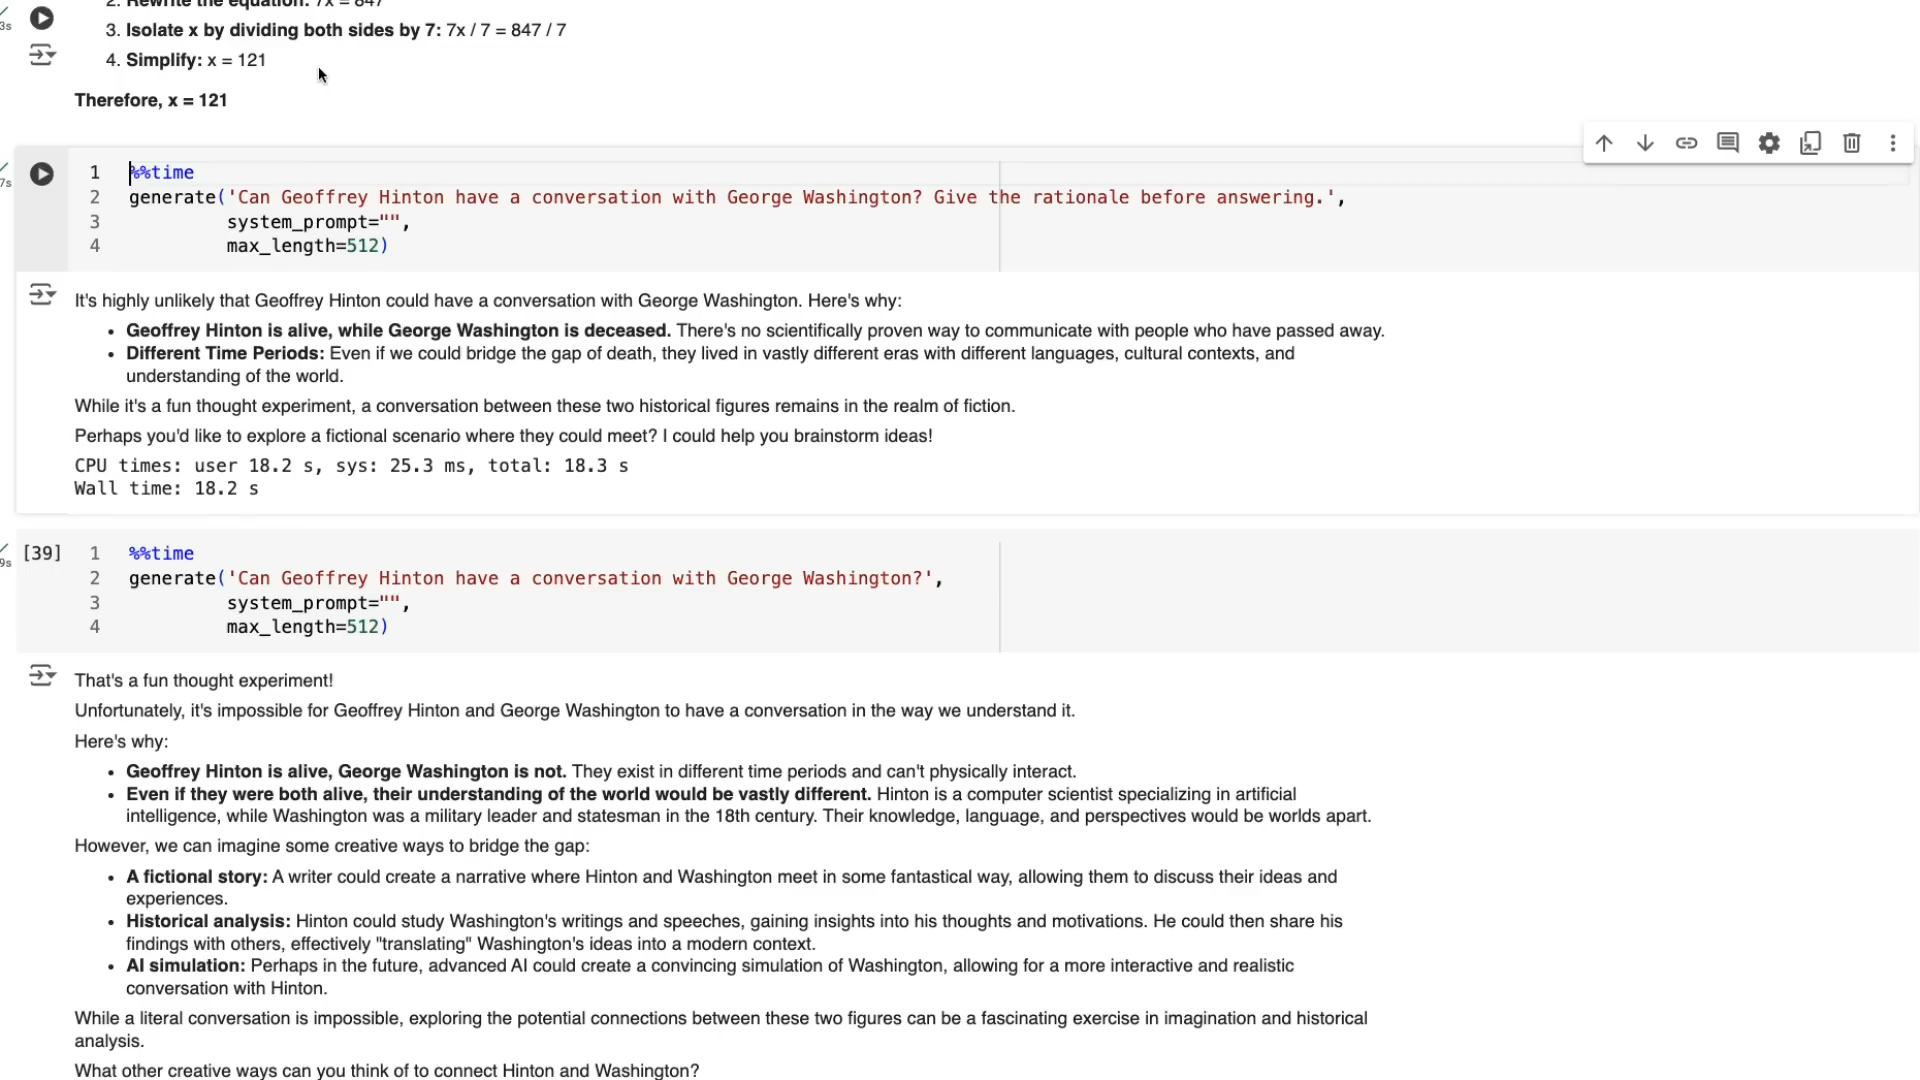 3s
2. Rewrite the equation: 7x = 847
3. Isolate x by dividing both sides by 7: 7x / 7 = 847 / 7
4. Simplify: x = 121
Therefore, x = 121
7s
1 %%time
2 generate('Can Geoffrey Hinton have a conversation with George Washington? Give the rationale before answering.',
3 system_prompt="",
4 max_length=512)
It's highly unlikely that Geoffrey Hinton could have a conversation with George Washington. Here's why:
• Geoffrey Hinton is alive, while George Washington is deceased. There's no scientifically proven way to communicate with people who have passed away.
• Different Time Periods: Even if we could bridge the gap of death, they lived in vastly different eras with different languages, cultural contexts, and
understanding of the world.
While it's a fun thought experiment, a conversation between these two historical figures remains in the realm of fiction.
Perhaps you'd like to explore a fictional scenario where they could meet? I could help you brainstorm ideas!
CPU times: user 18.2 s, sys: 25.3 ms, total: 18.3 s
Wall time: 18.2 s
9s
[39] 1 %%time
2 generate('Can Geoffrey Hinton have a conversation with George Washington?',
3 system_prompt="",
4 max_length=512)
That's a fun thought experiment!
Unfortunately, it's impossible for Geoffrey Hinton and George Washington to have a conversation in the way we understand it.
Here's why:
• Geoffrey Hinton is alive, George Washington is not. They exist in different time periods and can't physically interact.
• Even if they were both alive, their understanding of the world would be vastly different. Hinton is a computer scientist specializing in artificial
intelligence, while Washington was a military leader and statesman in the 18th century. Their knowledge, language, and perspectives would be worlds apart.
However, we can imagine some creative ways to bridge the gap:
• A fictional story: A writer could create a narrative where Hinton and Washington meet in some fantastical way, allowing them to discuss their ideas and
experiences.
• Historical analysis: Hinton could study Washington's writings and speeches, gaining insights into his thoughts and motivations. He could then share his
findings with others, effectively "translating" Washington's ideas into a modern context.
• AI simulation: Perhaps in the future, advanced AI could create a convincing simulation of Washington, allowing for a more interactive and realistic
conversation with Hinton.
While a literal conversation is impossible, exploring the potential connections between these two figures can be a fascinating exercise in imagination and historical
analysis.
What other creative ways can you think of to connect Hinton and Washington?